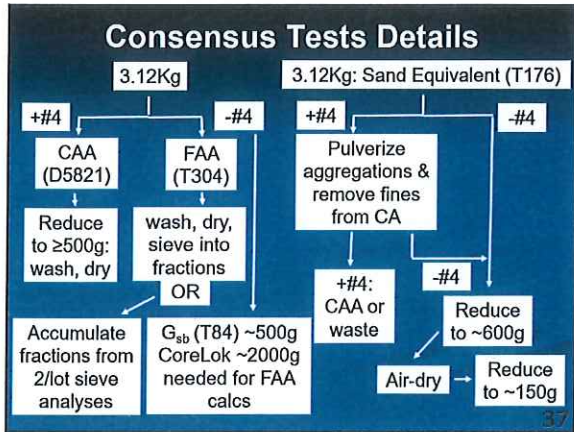 Consensus Tests Details
3.12Kg
+#4
-#4
CAA
(D5821)
FAA
(T304)
Reduce
to ≥500g:
wash, dry
wash, dry,
sieve into
fractions
OR
Accumulate
fractions from
2/lot sieve
analyses
Gsb (T84) ~500g
CoreLok ~2000g
needed for FAA
calcs
3.12Kg: Sand Equivalent (T176)
+#4
-#4
Pulverize
aggregations &
remove fines
from CA
+#4:
CAA or
waste
-#4
Reduce
to ~600g
Air-dry
Reduce
to ~150g
37